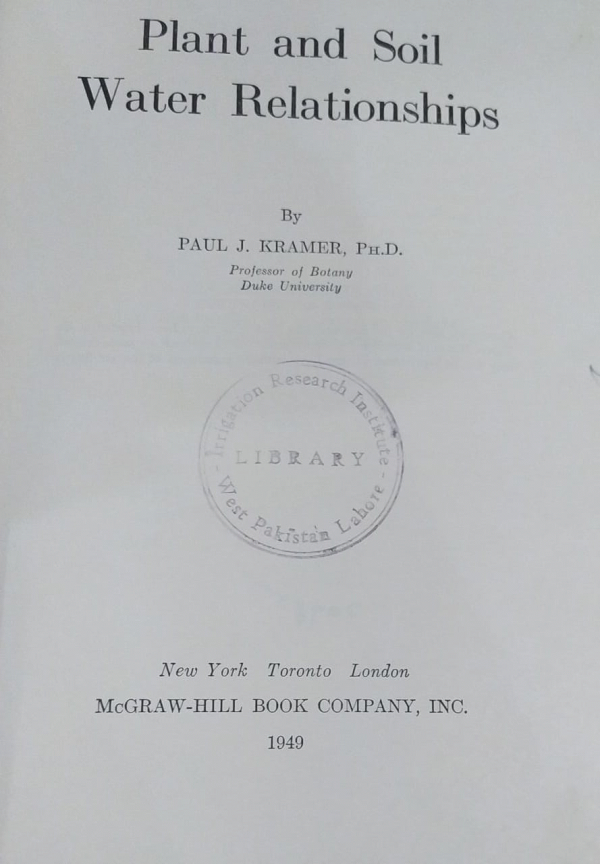 Plant and Soil
Water Relationships
By
PAUL J. KRAMER, PH.D.
Professor of Botany
Duke University
Irrigation Research Institute
LIBRARY
West Pakistan Lahore
New York Toronto London
McGRAW-HILL BOOK COMPANY, INC.
1949